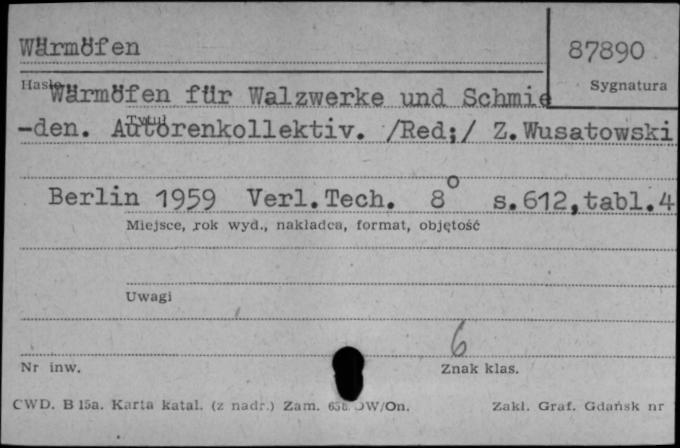 Wärmöfen
87890
Hasło
Sygnatura
Wärmöfen für Walzwerke und Schmie
-den. Autorenkollektiv. /Red;/ Z.Wusatowski
Tytuł
Berlin 1959 Verl.Tech. 8° s.612,tabl.4
Miejsce, rok wyd., nakładca, format, objętość
Uwagi
6
Nr inw.
Znak klas.
CWD. B 15a. Karta katal. (z nadr.) Zam. OW/On.
Zakł. Graf. Gdańsk nr